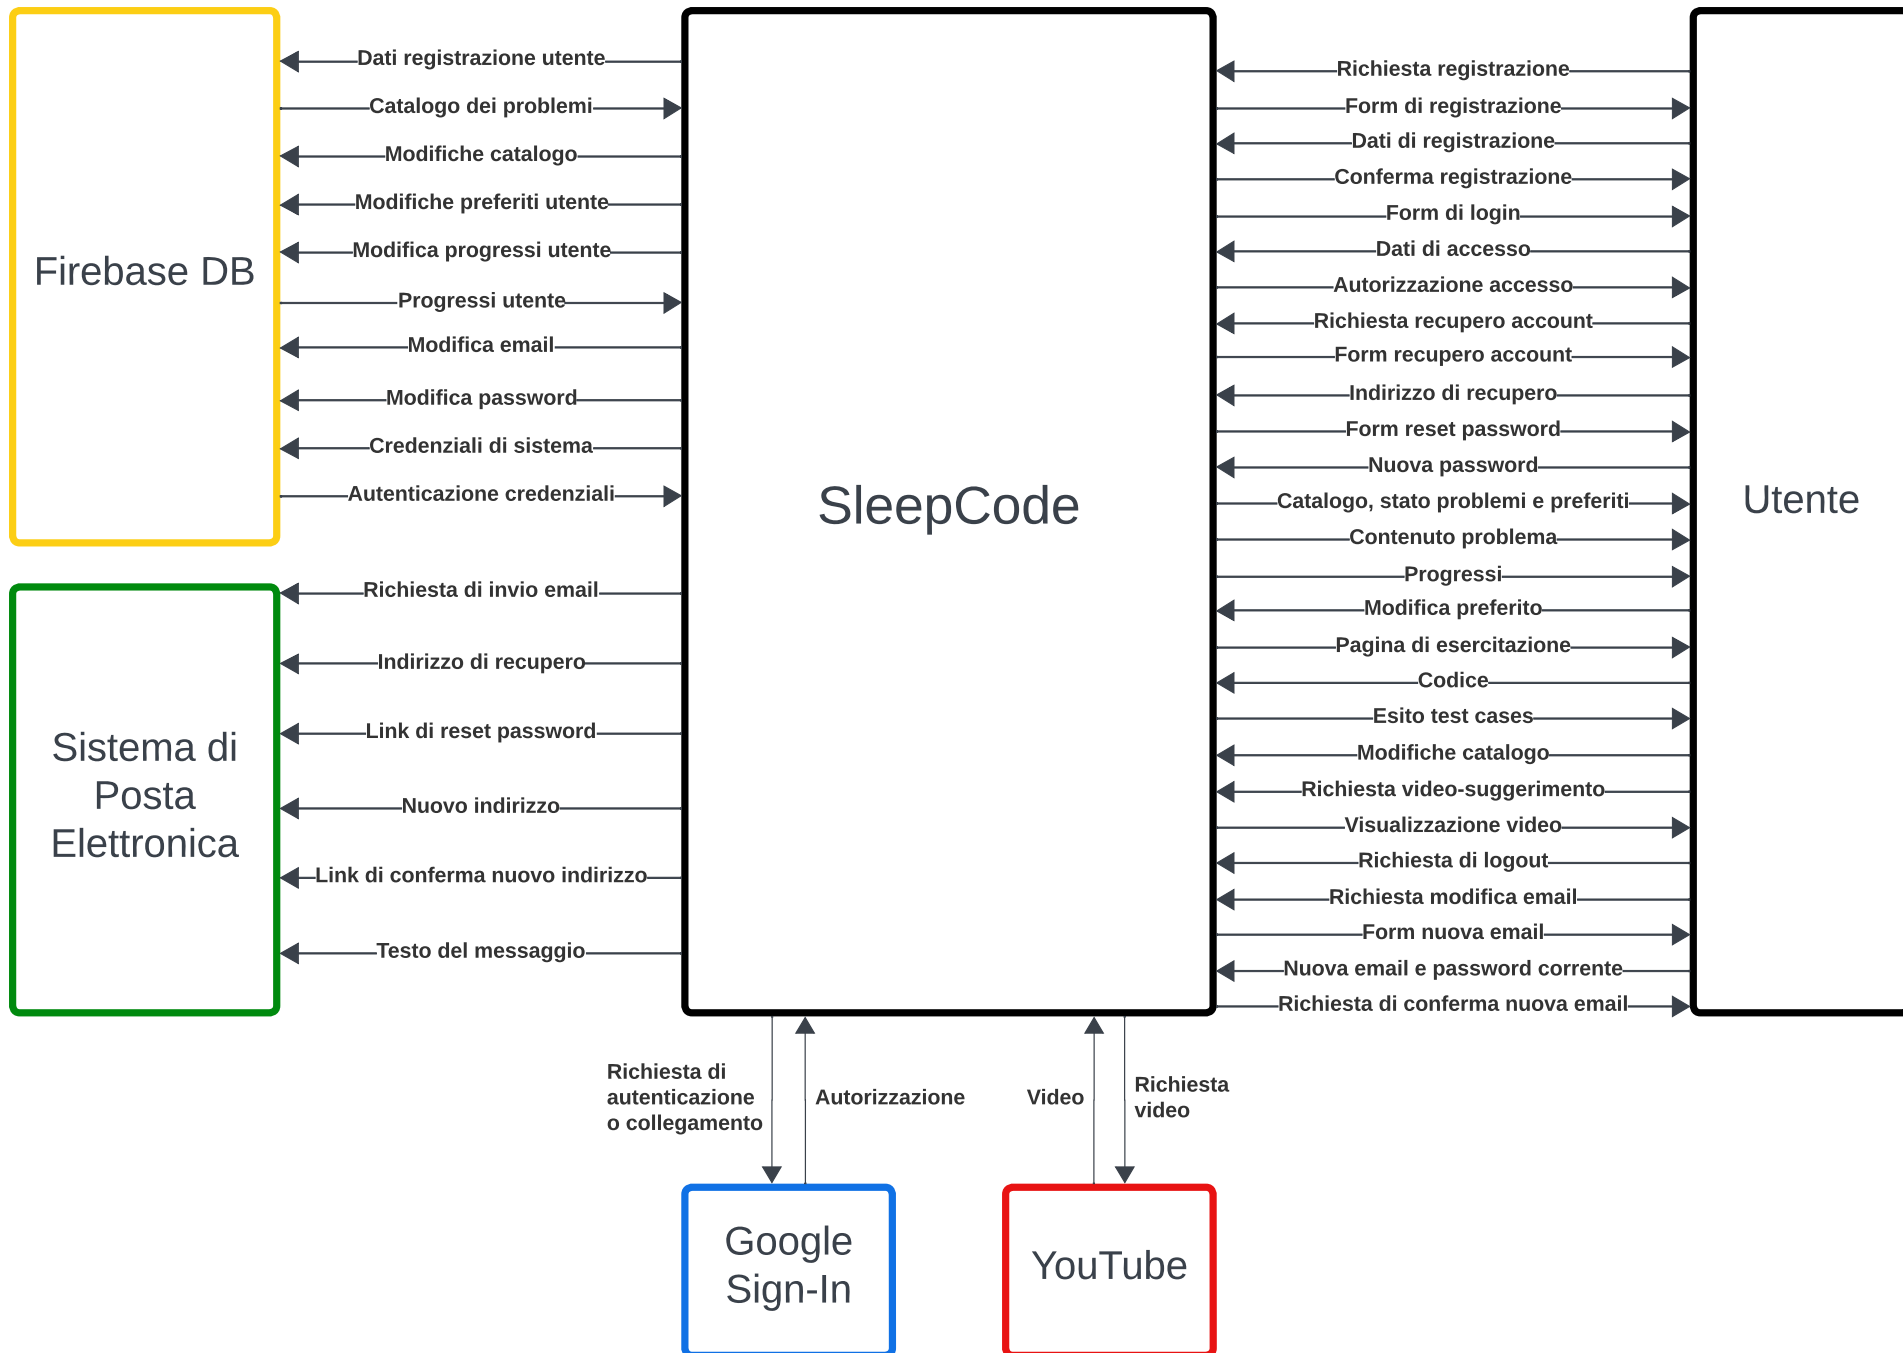 Firebase DB
Dati registrazione utente
Catalogo dei problemi
Modifiche catalogo
Modifiche preferiti utente
Modifica progressi utente
Progressi utente
Modifica email
Modifica password
Credenziali di sistema
Autenticazione credenziali
Sistema di
Posta
Elettronica
Richiesta di invio email
Indirizzo di recupero
Link di reset password
Nuovo indirizzo
Link di conferma nuovo indirizzo
Testo del messaggio
SleepCode
Richiesta registrazione
Form di registrazione
Dati di registrazione
Conferma registrazione
Form di login
Dati di accesso
Autorizzazione accesso
Richiesta recupero account
Form recupero account
Indirizzo di recupero
Form reset password
Nuova password
Catalogo, stato problemi e preferiti
Contenuto problema
Progressi
Modifica preferito
Pagina di esercitazione
Codice
Esito test cases
Modifiche catalogo
Richiesta video-suggerimento
Visualizzazione video
Richiesta di logout
Richiesta modifica email
Form nuova email
Nuova email e password corrente
Richiesta di conferma nuova email
Utente
Richiesta di
autenticazione
o collegamento
Autorizzazione
Video
Richiesta
video
Google
Sign-In
YouTube